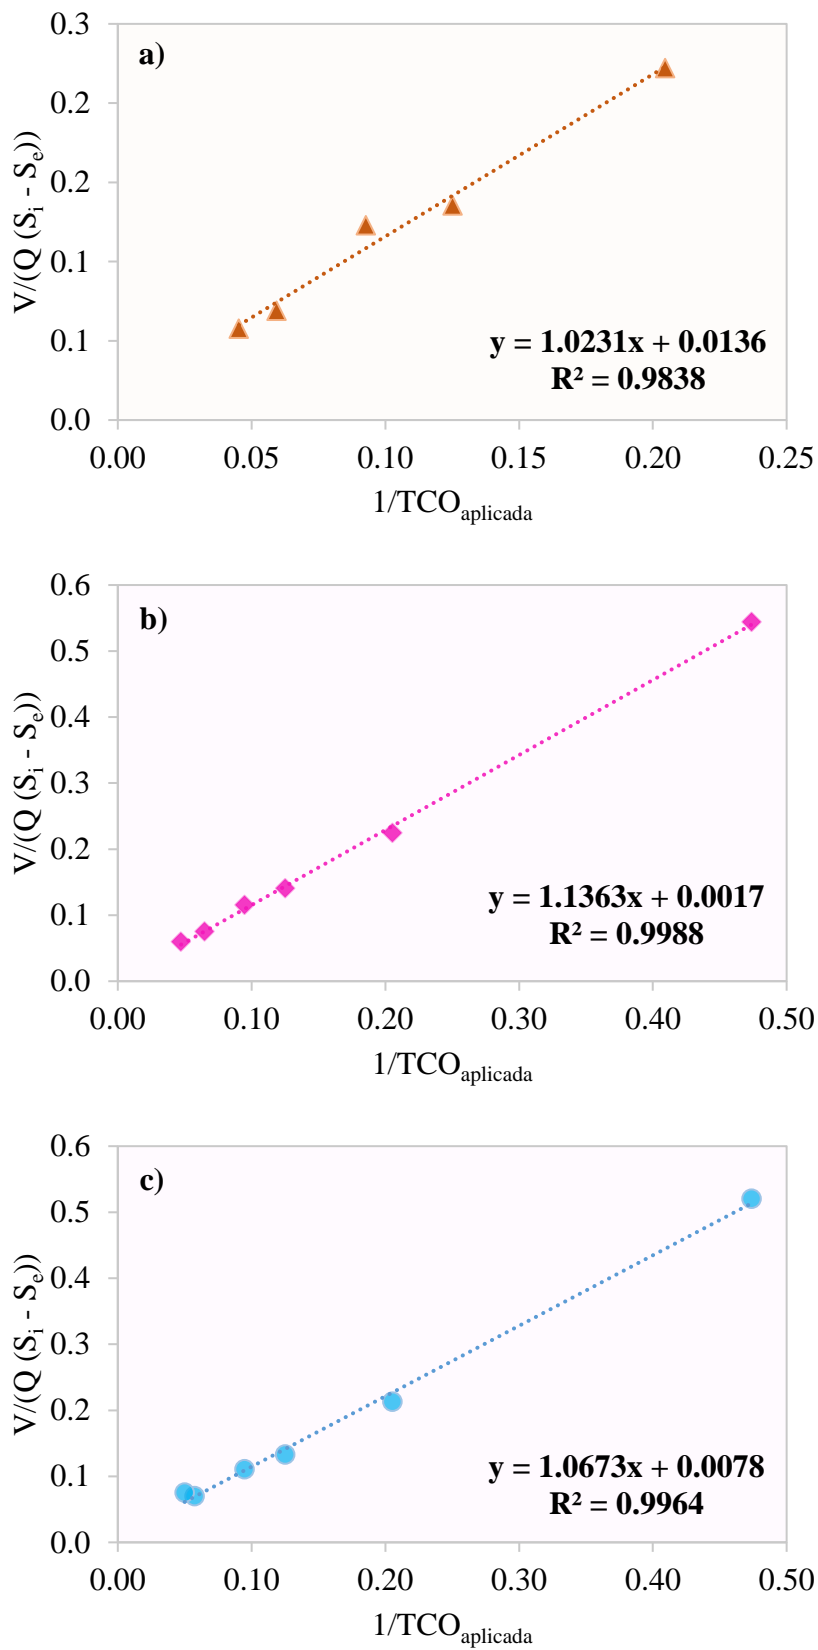 a)
V/(Q (Si - Se))
0.3
0.2
0.2
0.1
0.1
0.0
y = 1.0231x + 0.0136
R² = 0.9838
0.00 0.05 0.10 0.15 0.20 0.25
1/TCOaplicada
b)
V/(Q (Si - Se))
0.6
0.5
0.4
0.3
0.2
0.1
0.0
y = 1.1363x + 0.0017
R² = 0.9988
0.00 0.10 0.20 0.30 0.40 0.50
1/TCOaplicada
c)
V/(Q (Si - Se))
0.6
0.5
0.4
0.3
0.2
0.1
0.0
y = 1.0673x + 0.0078
R² = 0.9964
0.00 0.10 0.20 0.30 0.40 0.50
1/TCOaplicada